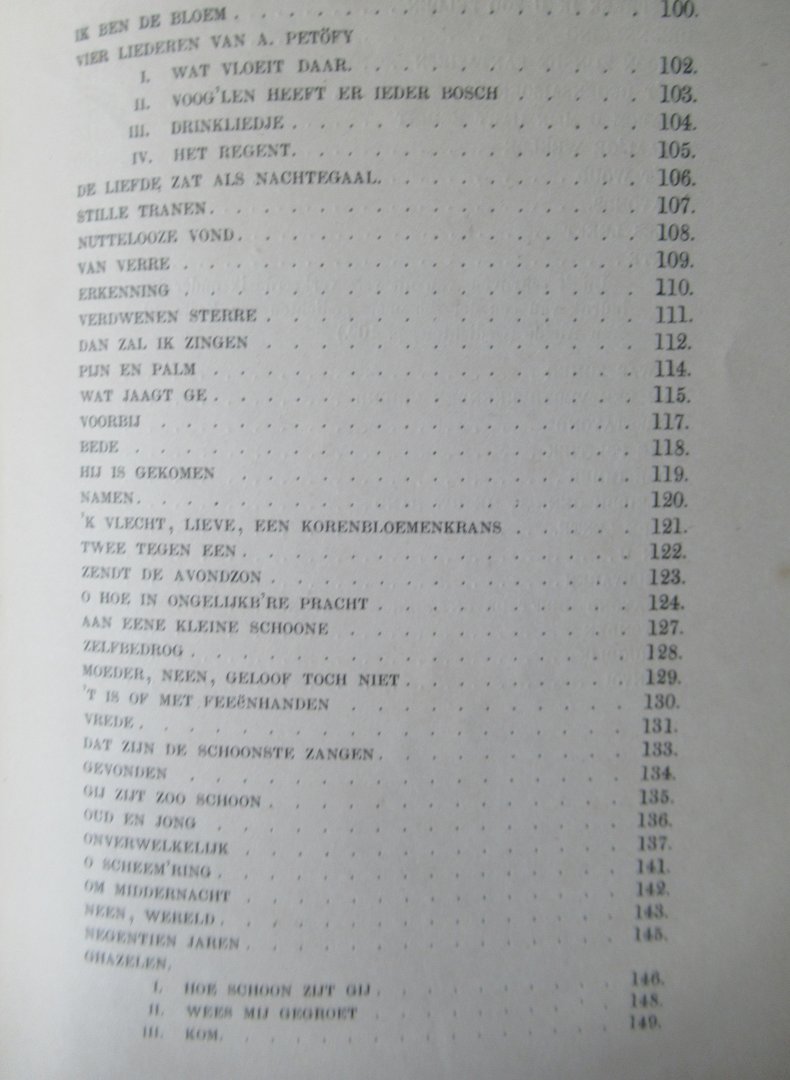 IK BEN DE BLOEM . . . . . . . . . . . . 100.
VIER LIEDEREN VAN A. PETÖFY
I. WAT VLOEIT DAAR. . . . . . . . . . 102.
II. VOOG'LEN HEEFT ER IEDER BOSCH . . . . . 103.
III. DRINKLIEDJE . . . . . . . . . . . . 104.
IV. HET REGENT. . . . . . . . . . . . 105.
DE LIEFDE ZAT ALS NACHTEGAAL. . . . . . . . 106.
STILLE TRANEN. . . . . . . . . . . . . 107.
NUTTELOOZE VOND. . . . . . . . . . . . 108.
VAN VERRE . . . . . . . . . . . . . 109.
ERKENNING . . . . . . . . . . . . . 110.
VERDWENEN STERRE . . . . . . . . . . . 111.
DAN ZAL IK ZINGEN . . . . . . . . . . . 112.
PIJN EN PALM . . . . . . . . . . . . 114.
WAT JAAGT GE. . . . . . . . . . . . . 115.
VOORBIJ . . . . . . . . . . . . . . 117.
BEDE . . . . . . . . . . . . . . . 118.
HIJ IS GEKOMEN . . . . . . . . . . . . 119.
NAMEN. . . . . . . . . . . . . . . 120.
'K VLECHT, LIEVE, EEN KORENBLOEMENKRANS . . . . . 121.
TWEE TEGEN EEN. . . . . . . . . . . . 122.
ZENDT DE AVONDZON . . . . . . . . . . . 123.
O HOE IN ONGELIJKB'RE PRACHT . . . . . . . . 124.
AAN EENE KLEINE SCHOONE . . . . . . . . . 127.
ZELFBEDROG . . . . . . . . . . . . . 128.
MOEDER, NEEN, GELOOF TOCH NIET . . . . . . . 129.
'T IS OF MET FEEËNHANDEN . . . . . . . . . 130.
VREDE . . . . . . . . . . . . . . . 131.
DAT ZIJN DE SCHOONSTE ZANGEN . . . . . . . . 133.
GEVONDEN . . . . . . . . . . . . . 134.
GIJ ZIJT ZOO SCHOON . . . . . . . . . . . 135.
OUD EN JONG . . . . . . . . . . . . 136.
ONVERWELKELIJK . . . . . . . . . . . . 137.
O SCHEEM'RING . . . . . . . . . . . . 141.
OM MIDDERNACHT . . . . . . . . . . . . 142.
NEEN, WERELD . . . . . . . . . . . . . 143.
NEGENTIEN JAREN . . . . . . . . . . . . 145.
GHAZELEN.
I. HOE SCHOON ZIJT GIJ . . . . . . . . . 146.
II. WEES MIJ GEGROET . . . . . . . . . 148.
III. KOM. . . . . . . . . . . . . . 149.